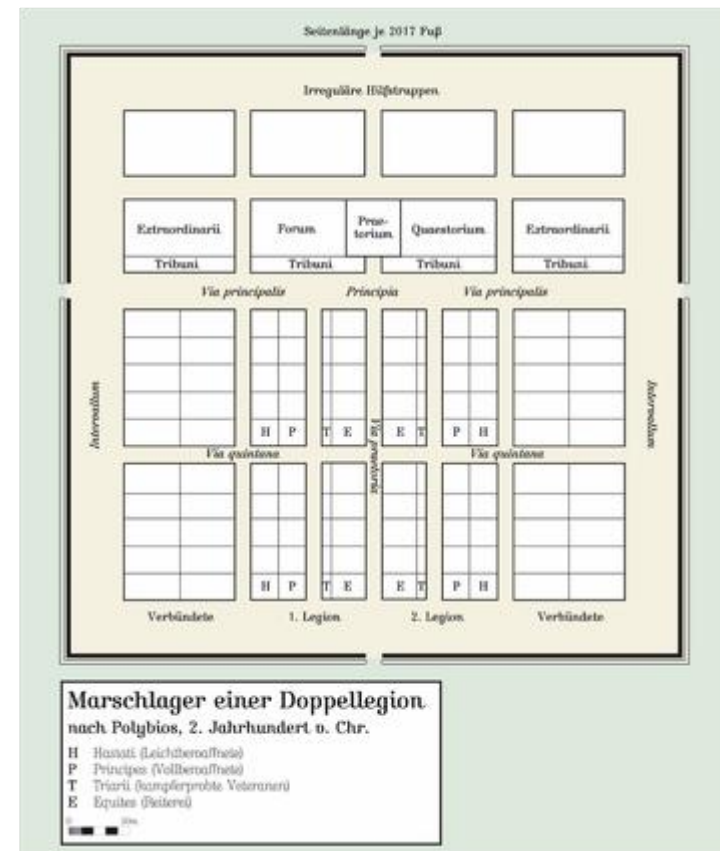 Seitenlänge je 2017 Fuß
Irreguläre Hilfstruppen
Extraordinarii
Forum
Prae-
torium
Quaestorium
Extraordinarii
Tribuni
Tribuni
Tribuni
Tribuni
Via principalis
Principia
Via principalis
Intervallum
Intervallum
H P T E E T P H
Via quintana
Via praetoria
Via quintana
H P T E E T P H
Verbündete
1. Legion
2. Legion
Verbündete
Marschlager einer Doppellegion
nach Polybios, 2. Jahrhundert v. Chr.
H Hastati (Leichtbewaffnete)
P Principes (Vollbewaffnete)
T Triarii (kampferprobte Veteranen)
E Equites (Reiterei)